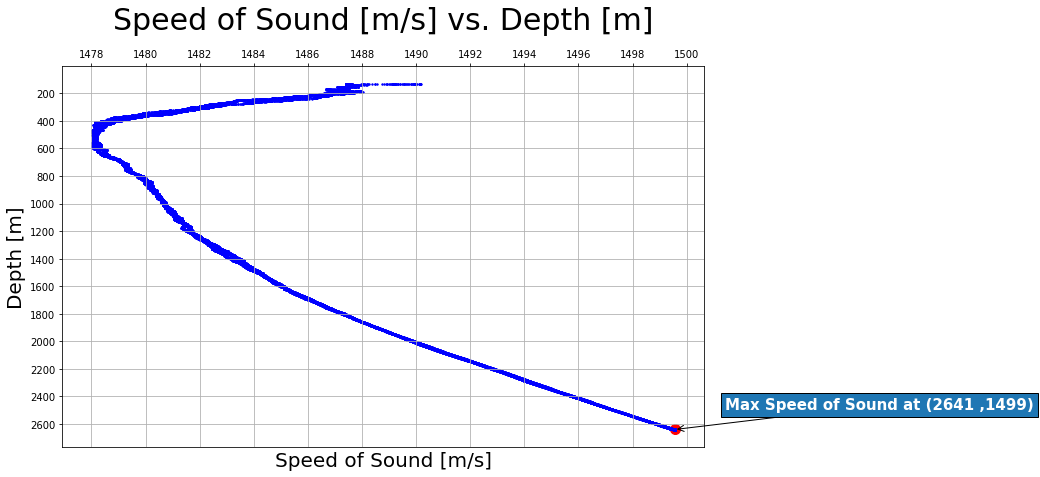 Speed of Sound [m/s] vs. Depth [m]
1478 1480 1482 1484 1486 1488 1490 1492 1494 1496 1498 1500
200
400
600
800
1000
1200
1400
1600
1800
2000
2200
2400
2600
Depth [m]
Max Speed of Sound at (2641 ,1499)
Speed of Sound [m/s]